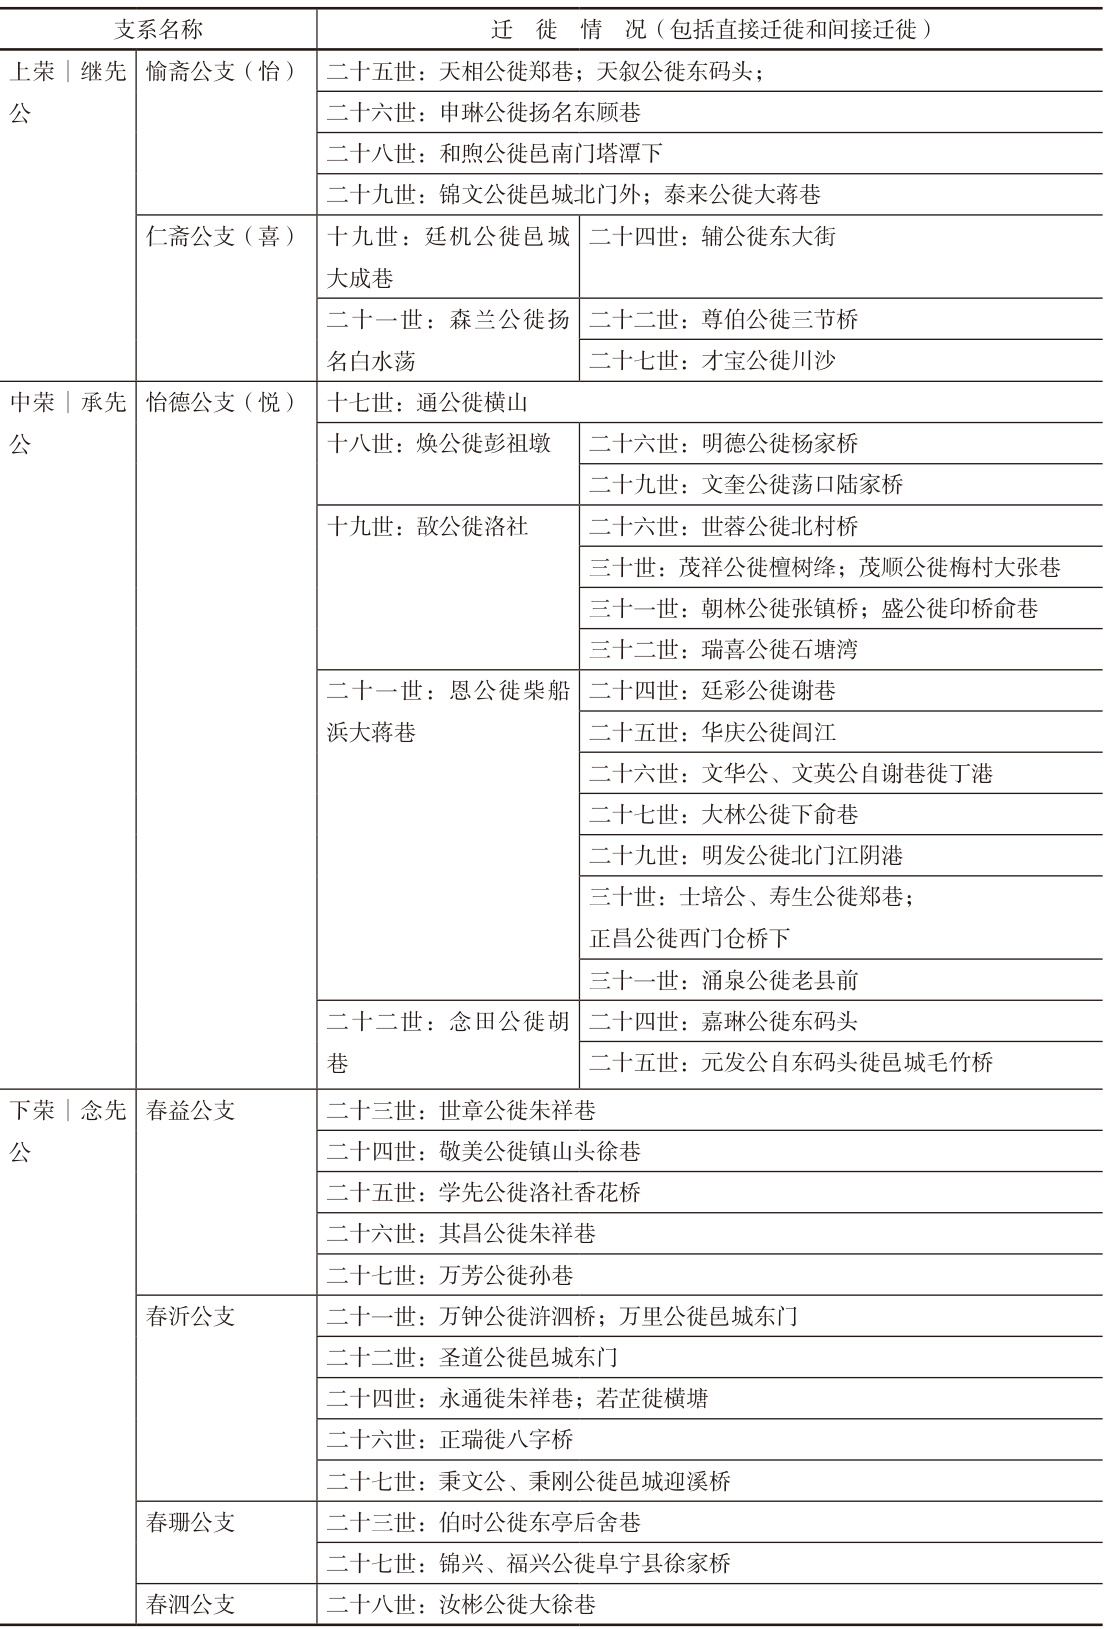 支系名称
迁 徙 情 况（包括直接迁徙和间接迁徙）
上荣｜继先
公
愉斋公支（怡）
二十五世：天相公徙郑巷；天叙公徙东码头；
二十六世：申琳公徙扬名东顾巷
二十八世：和煦公徙邑南门塔潭下
二十九世：锦文公徙邑城北门外；泰来公徙大蒋巷
仁斋公支（喜）
十九世：廷机公徙邑城
大成巷
二十四世：辅公徙东大街
二十一世：森兰公徙扬
名白水荡
二十二世：尊伯公徙三节桥
二十七世：才宝公徙川沙
中荣｜承先
公
怡德公支（悦）
十七世：通公徙横山
十八世：焕公徙彭祖墩
二十六世：明德公徙杨家桥
二十九世：文奎公徙荡口陆家桥
十九世：敔公徙洛社
二十六世：世蓉公徙北村桥
三十世：茂祥公徙檀树绛；茂顺公徙梅村大张巷
三十一世：朝林公徙张镇桥；盛公徙印桥俞巷
三十二世：瑞喜公徙石塘湾
二十一世：恩公徙柴船
浜大蒋巷
二十四世：廷彩公徙谢巷
二十五世：华庆公徙闾江
二十六世：文华公、文英公自谢巷徙丁港
二十七世：大林公徙下俞巷
二十九世：明发公徙北门江阴港
三十世：士培公、寿生公徙郑巷；
正昌公徙西门仓桥下
三十一世：涌泉公徙老县前
二十二世：念田公徙胡
巷
二十四世：嘉琳公徙东码头
二十五世：元发公自东码头徙邑城毛竹桥
下荣｜念先
公
春益公支
二十三世：世章公徙朱祥巷
二十四世：敬美公徙镇山头徐巷
二十五世：学先公徙洛社香花桥
二十六世：其昌公徙朱祥巷
二十七世：万芳公徙孙巷
春沂公支
二十一世：万钟公徙浒泗桥；万里公徙邑城东门
二十二世：圣道公徙邑城东门
二十四世：永通徙朱祥巷；若芷徙横塘
二十六世：正瑞徙八字桥
二十七世：秉文公、秉刚公徙邑城迎溪桥
春珊公支
二十三世：伯时公徙东亭后舍巷
二十七世：锦兴、福兴公徙阜宁县徐家桥
春泗公支
二十八世：汝彬公徙大徐巷